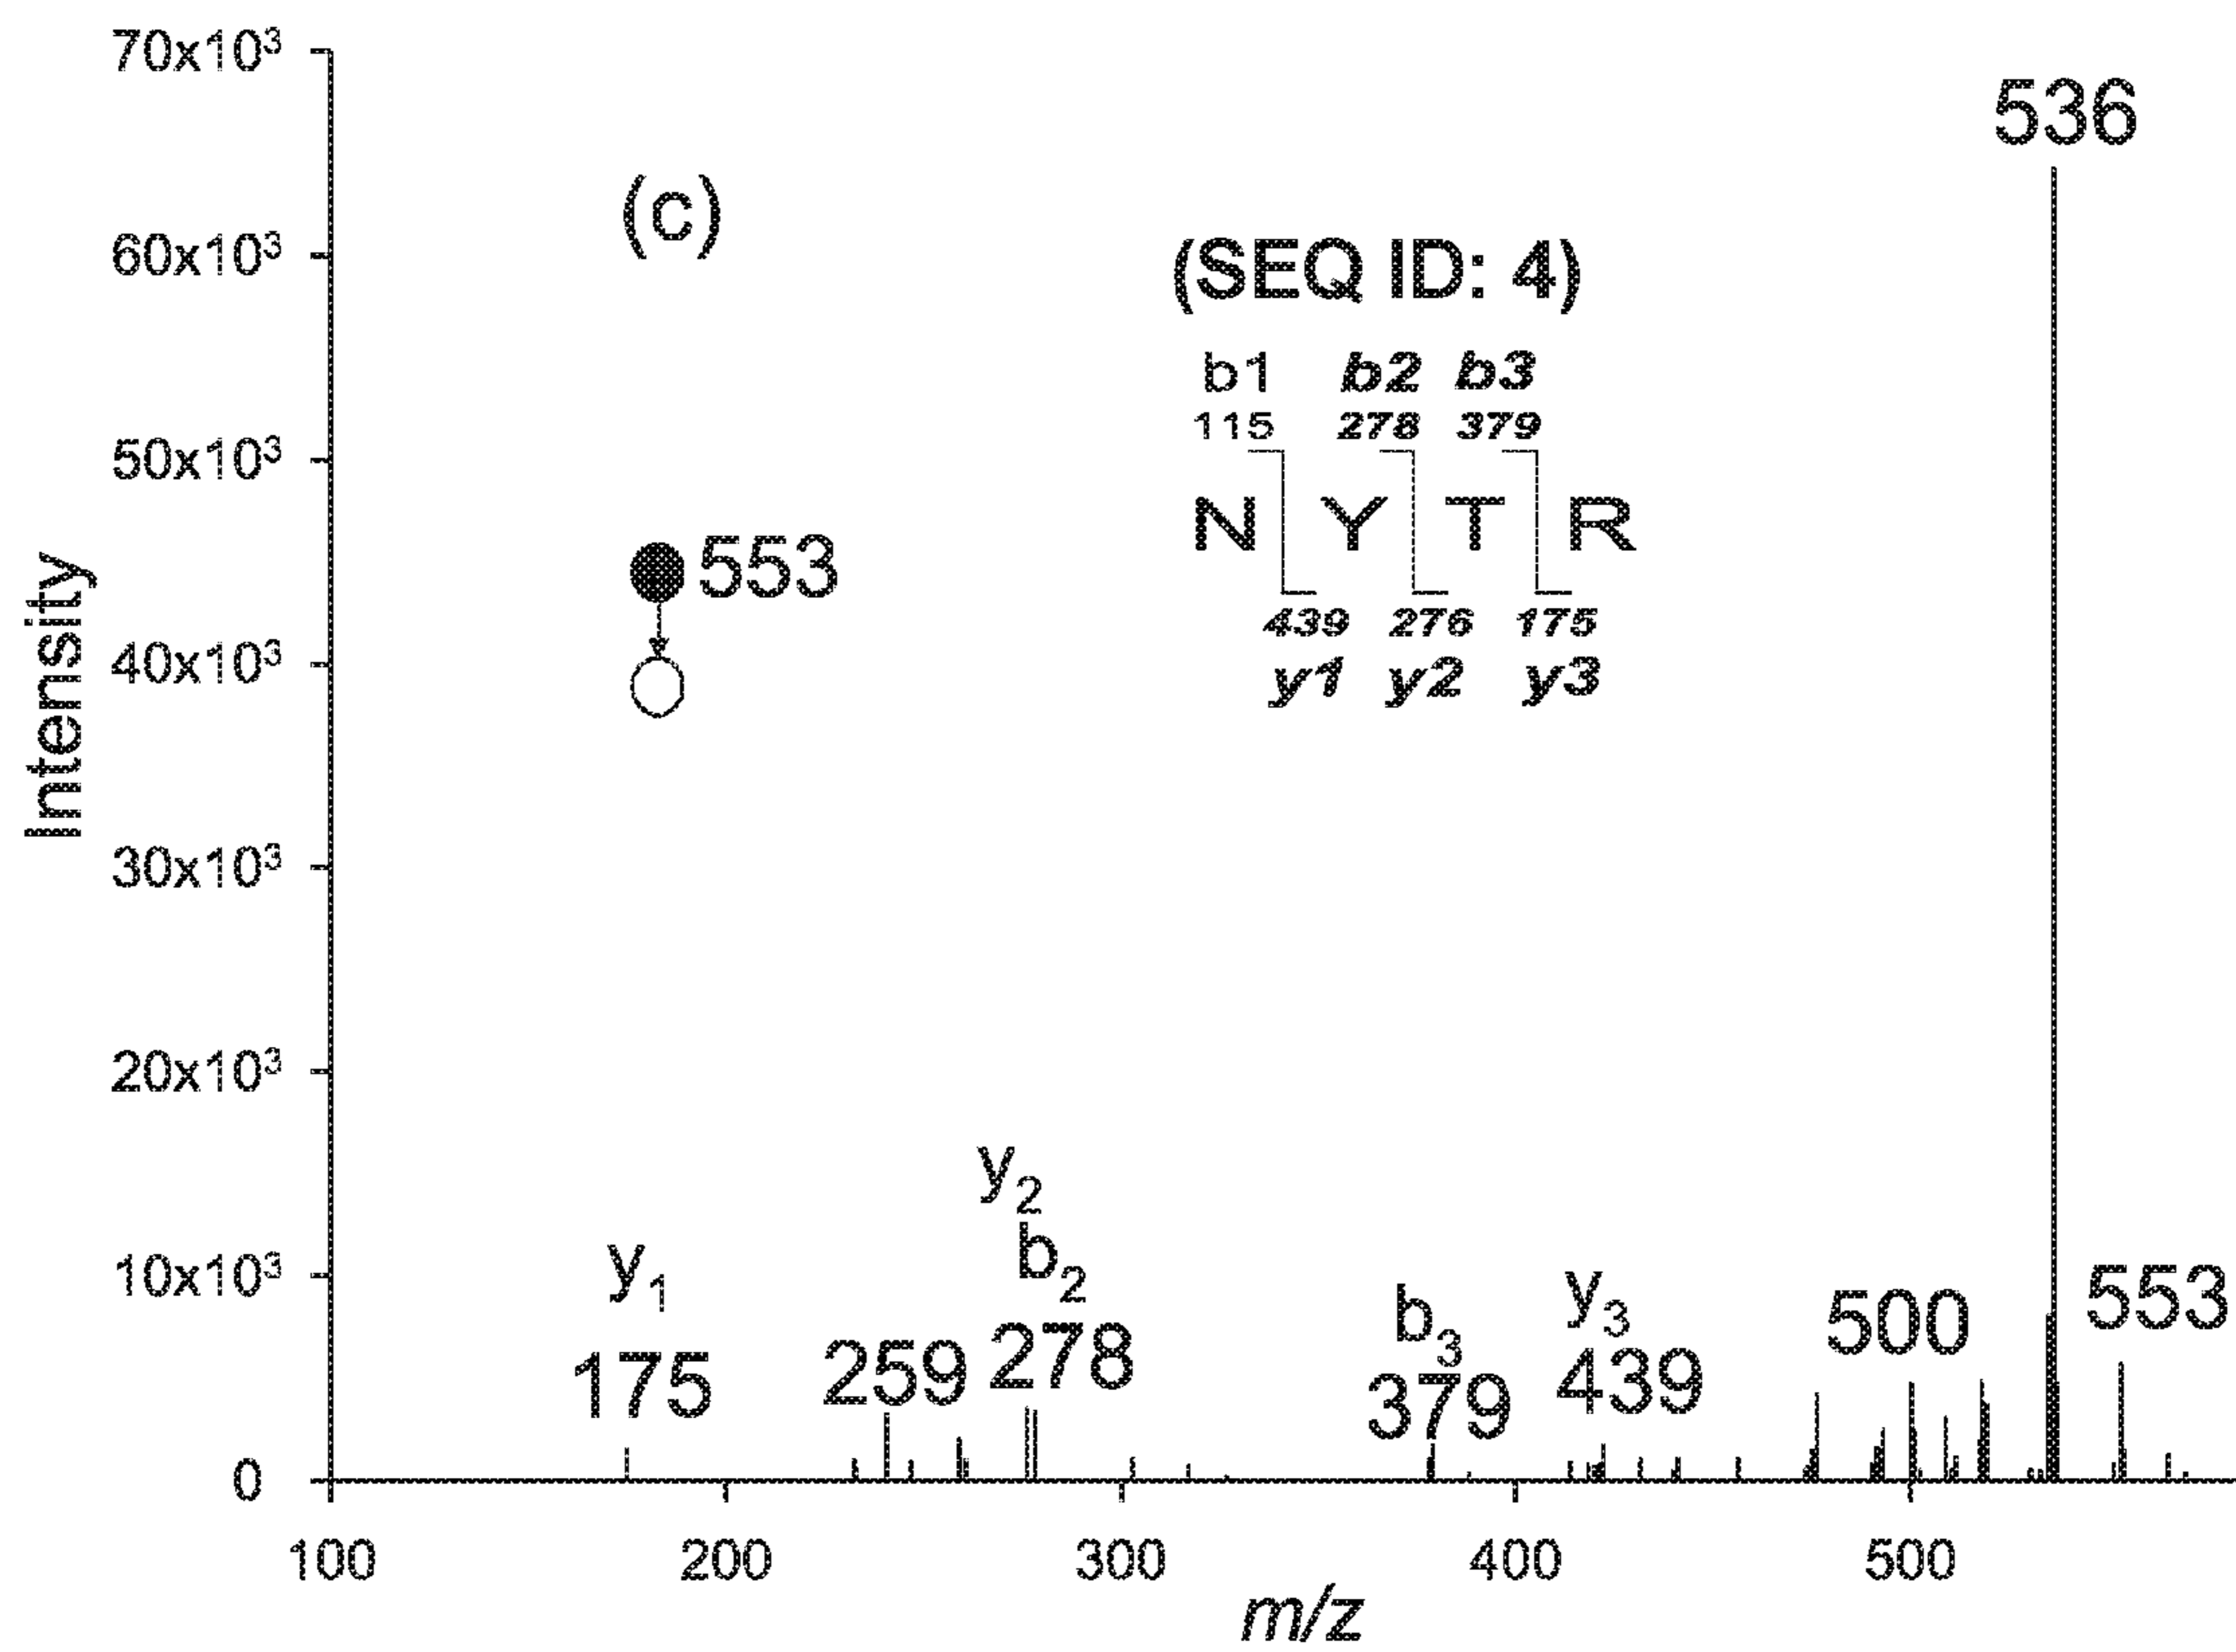 70x10³
536
(c)
60x10³
(SEQ ID: 4)
b1 b2 b3
115 278 379
50x10³
N Y T R
553
439 276 175
y1 y2 y3
40x10³
Intensity
30x10³
20x10³
y₂
10x10³
y₁ b₂ b₃ y₃ 500 553
175 259 278 379 439
0
100 200 300 400 500
m/z